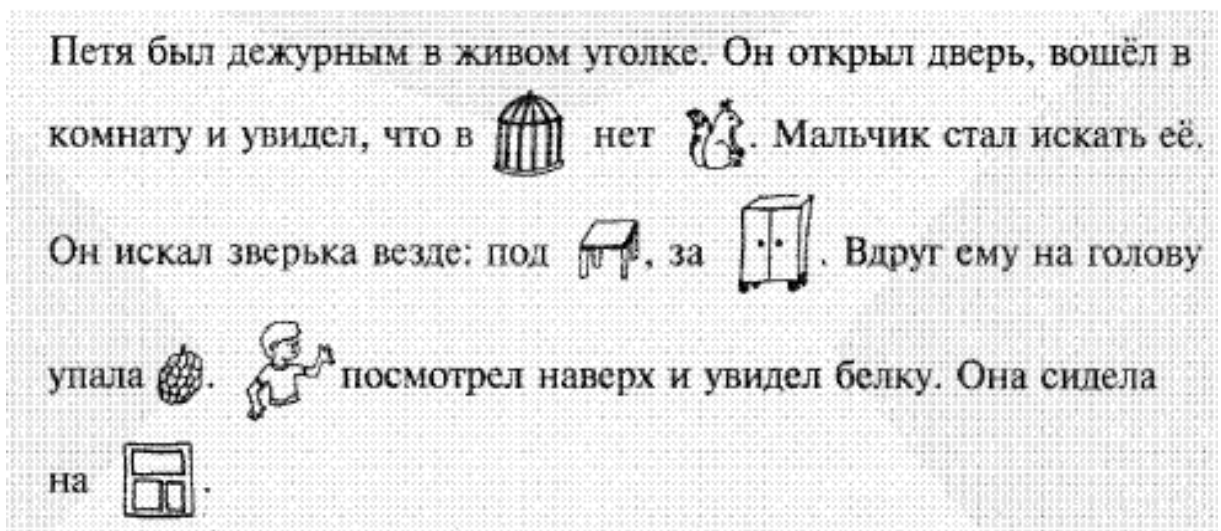 Петя был дежурным в живом уголке. Он открыл дверь, вошёл в
комнату и увидел, что в нет . Мальчик стал искать её.
Он искал зверька везде: под , за . Вдруг ему на голову
упала . посмотрел наверх и увидел белку. Она сидела
на .